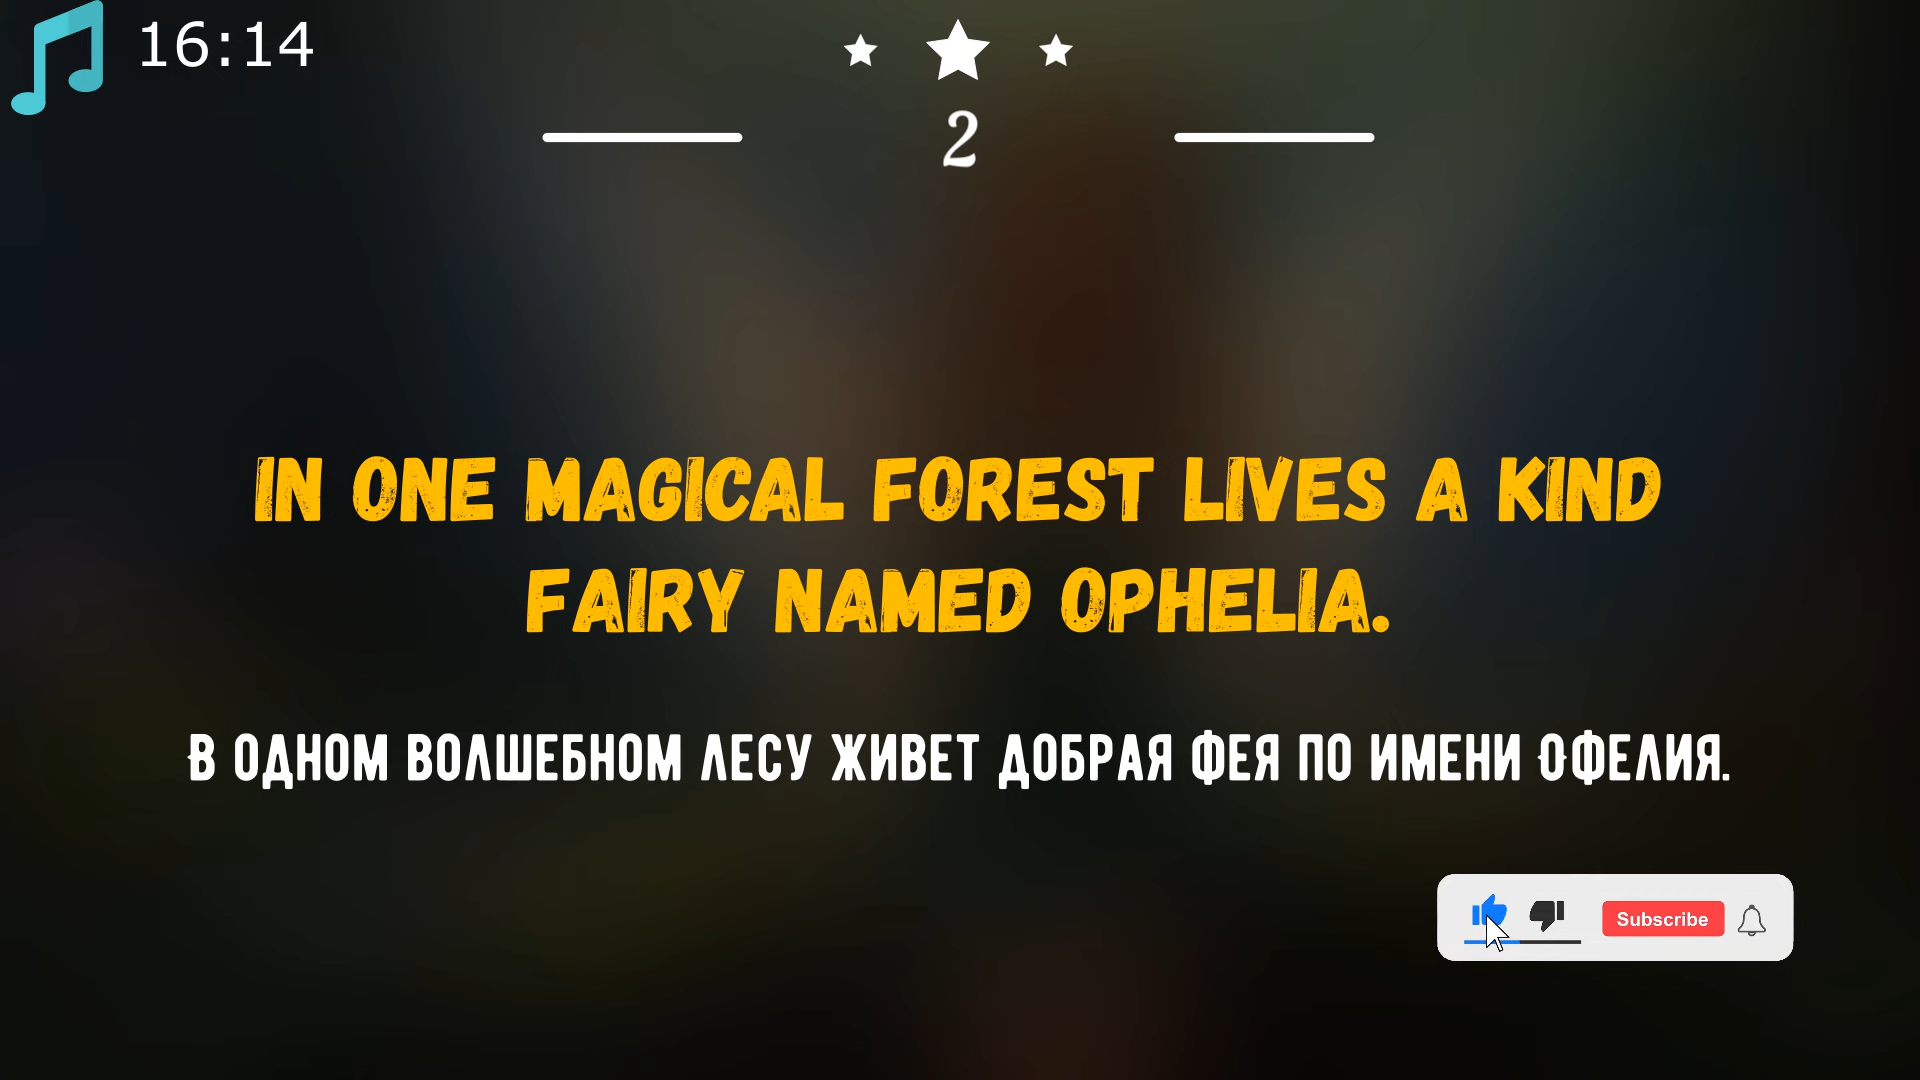 16:14
2
IN ONE MAGICAL FOREST LIVES A KIND
FAIRY NAMED OPHELIA.
В ОДНОМ ВОЛШЕБНОМ ЛЕСУ ЖИВЕТ ДОБРАЯ ФЕЯ ПО ИМЕНИ ОФЕЛИЯ.
Subscribe